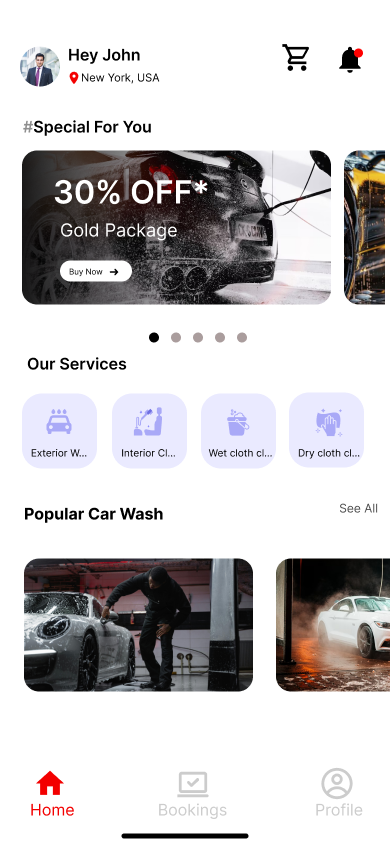 Hey John
New York, USA
#Special For You
30% OFF*
Gold Package
Buy Now
Our Services
Exterior W...
Interior Cl...
Wet cloth cl...
Dry cloth cl...
Popular Car Wash
See All
Home
Bookings
Profile